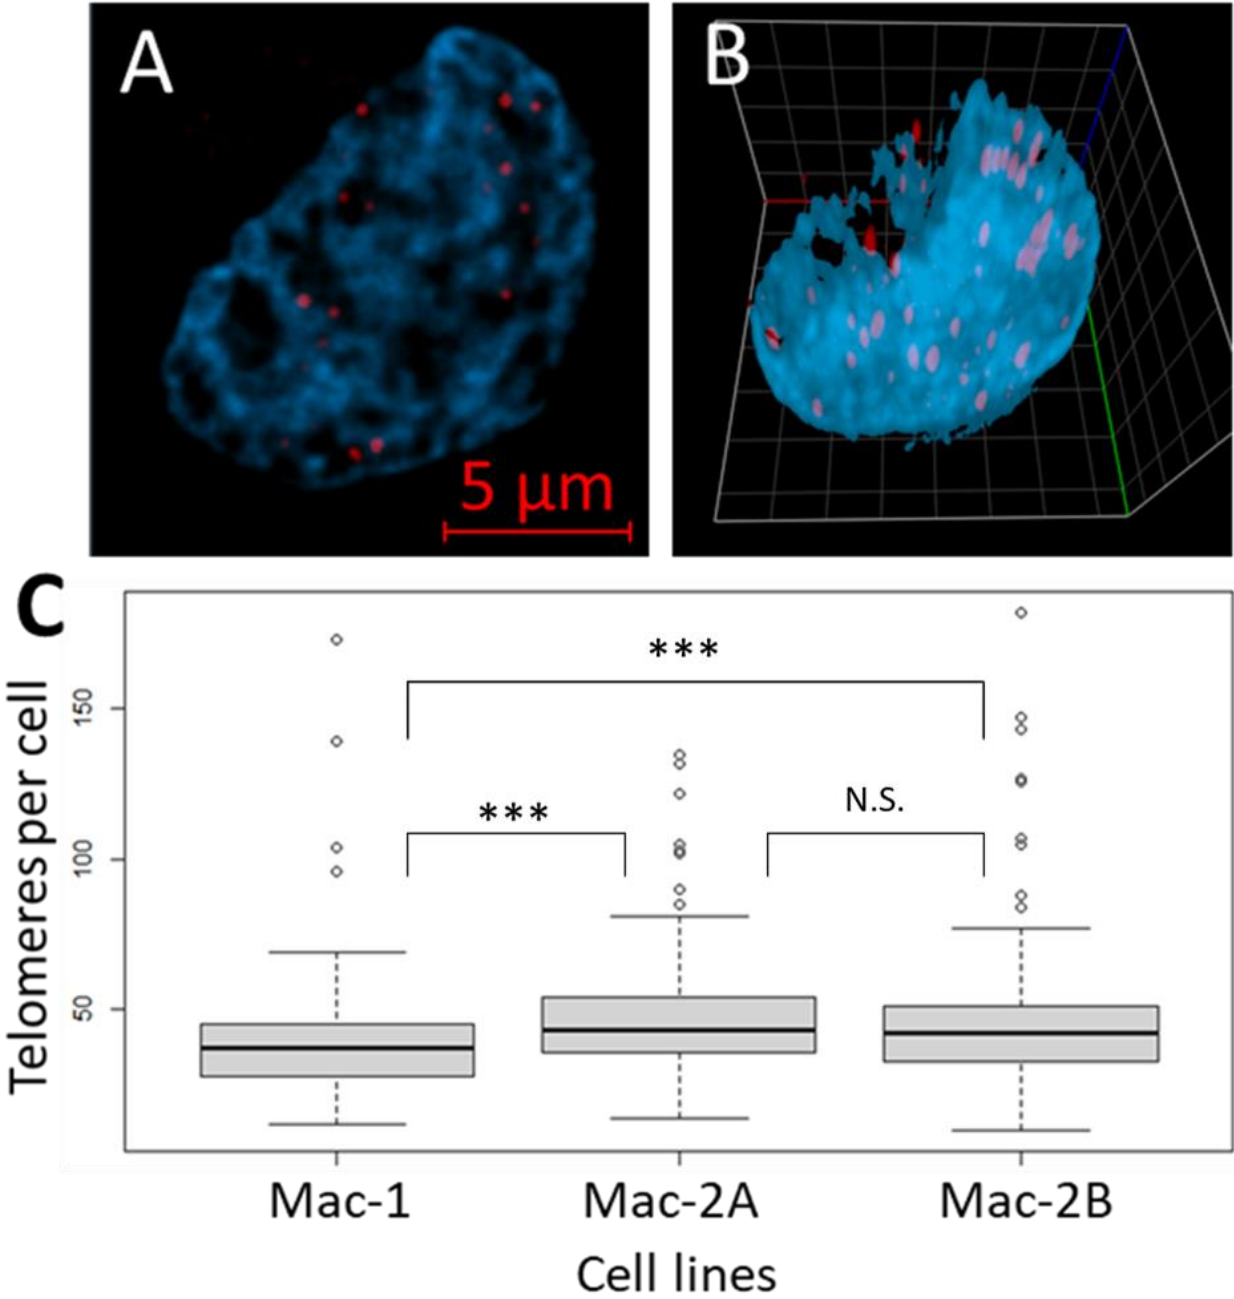 A
B
5 μm
C
Telomeres per cell
150
100
50
***
***
N.S.
Mac-1
Mac-2A
Mac-2B
Cell lines